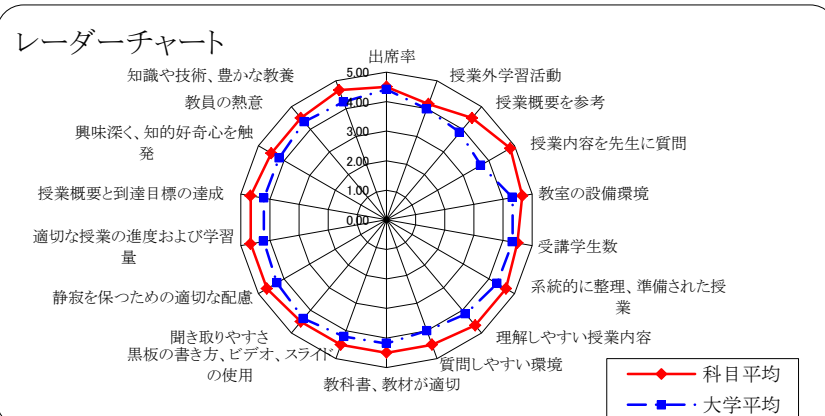 レーダーチャート
出席率
授業外学習活動
授業概要を参考
授業内容を先生に質問
教室の設備環境
受講学生数
系統的に整理、準備された授
業
理解しやすい授業内容
質問しやすい環境
教科書、教材が適切
黒板の書き方、ビデオ、スライド
の使用
聞き取りやすさ
静寂を保つための適切な配慮
適切な授業の進度および学習
量
授業概要と到達目標の達成
興味深く、知的好奇心を触
発
教員の熱意
知識や技術、豊かな教養
5.00
4.00
3.00
2.00
1.00
0.00
科目平均
大学平均